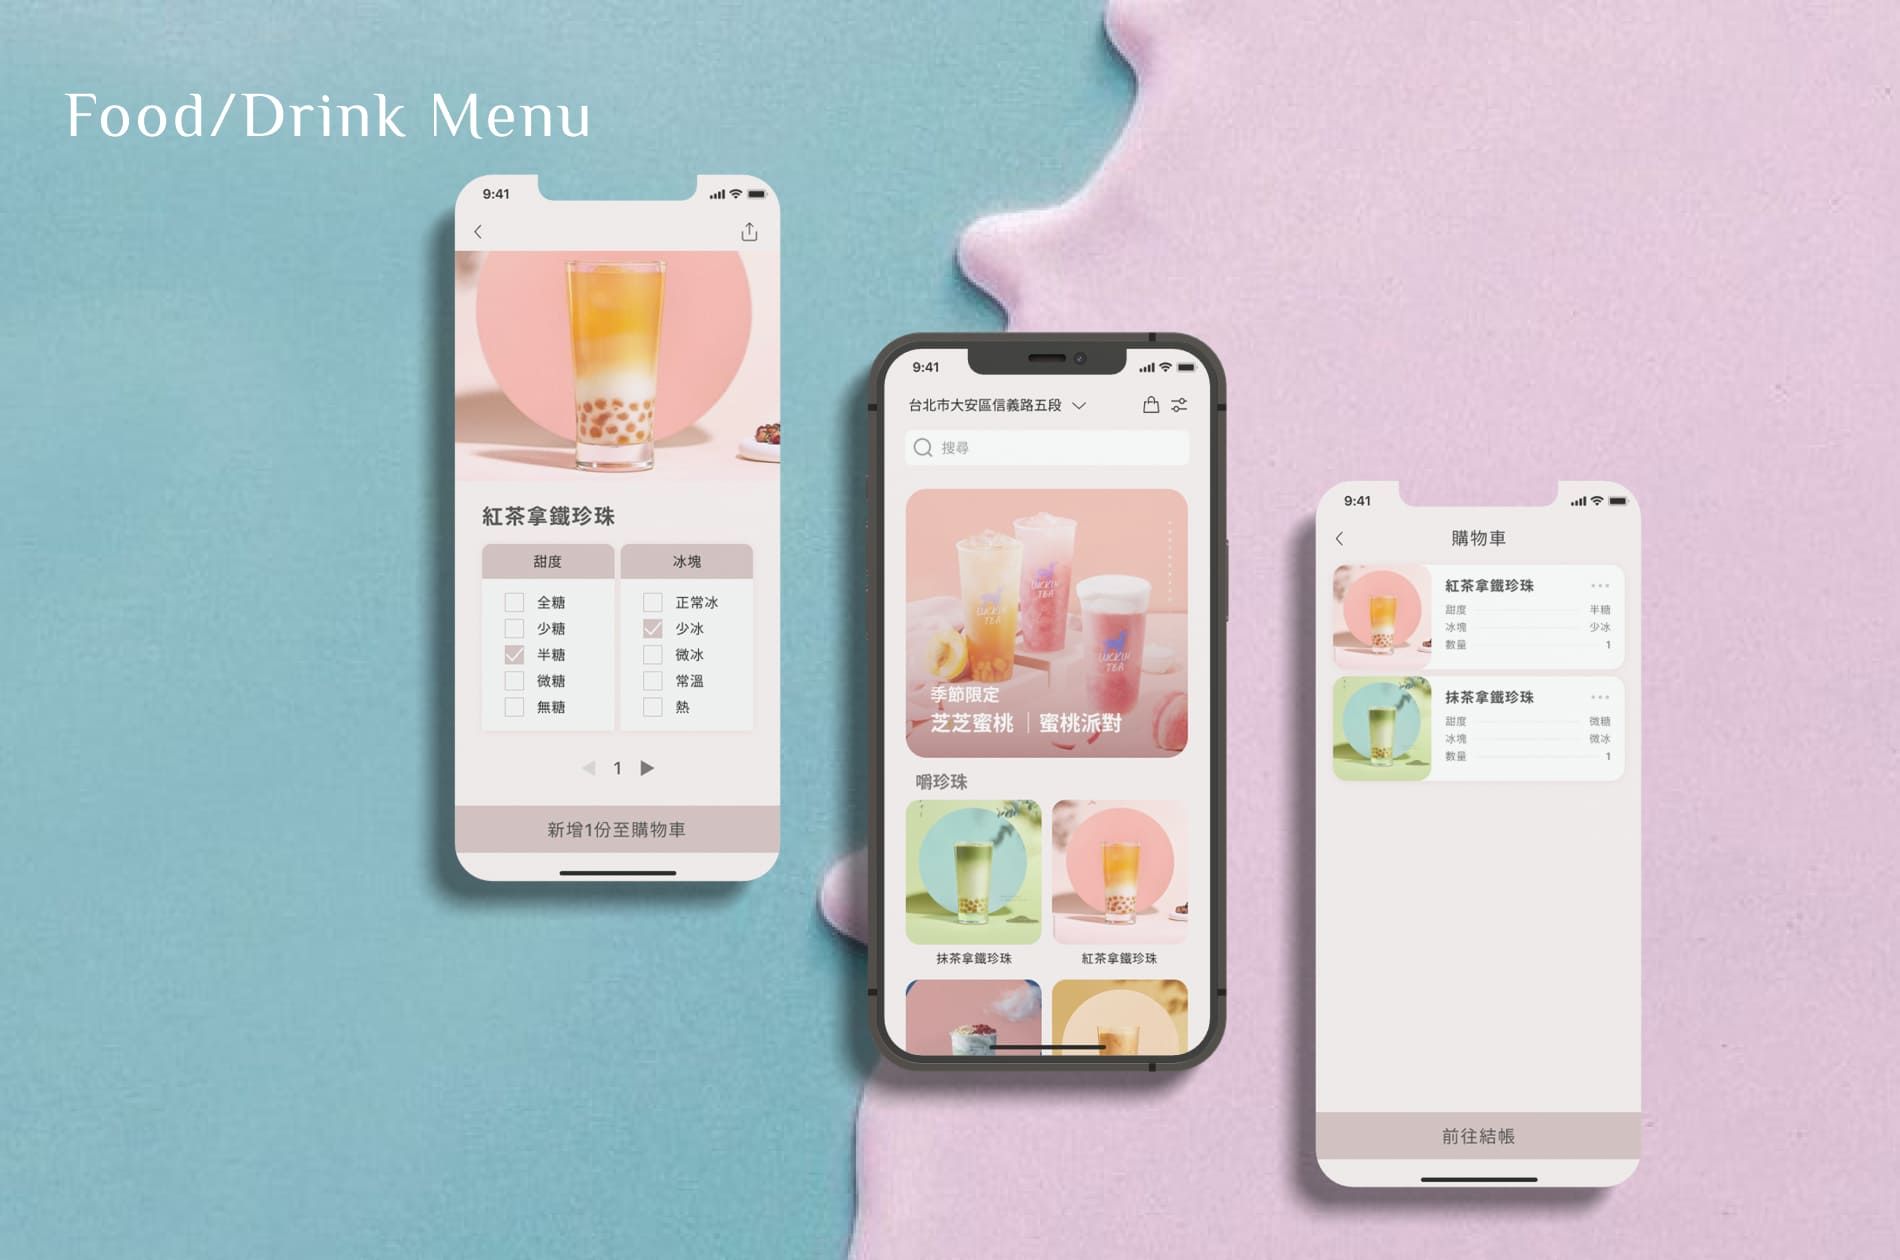 Food/Drink Menu
9:41
紅茶拿鐵珍珠
甜度
全糖
少糖
半糖
微糖
無糖
冰塊
正常冰
少冰
微冰
常溫
熱
1
新增1份至購物車
9:41
台北市大安區信義路五段
搜尋
LUCKIN TEA
LUCKIN TEA
LUCKIN TEA
季節限定
芝芝蜜桃｜蜜桃派對
嚼珍珠
抹茶拿鐵珍珠
紅茶拿鐵珍珠
9:41
購物車
紅茶拿鐵珍珠
甜度 半糖
冰塊 少冰
數量 1
抹茶拿鐵珍珠
甜度 微糖
冰塊 微冰
數量 1
前往結帳